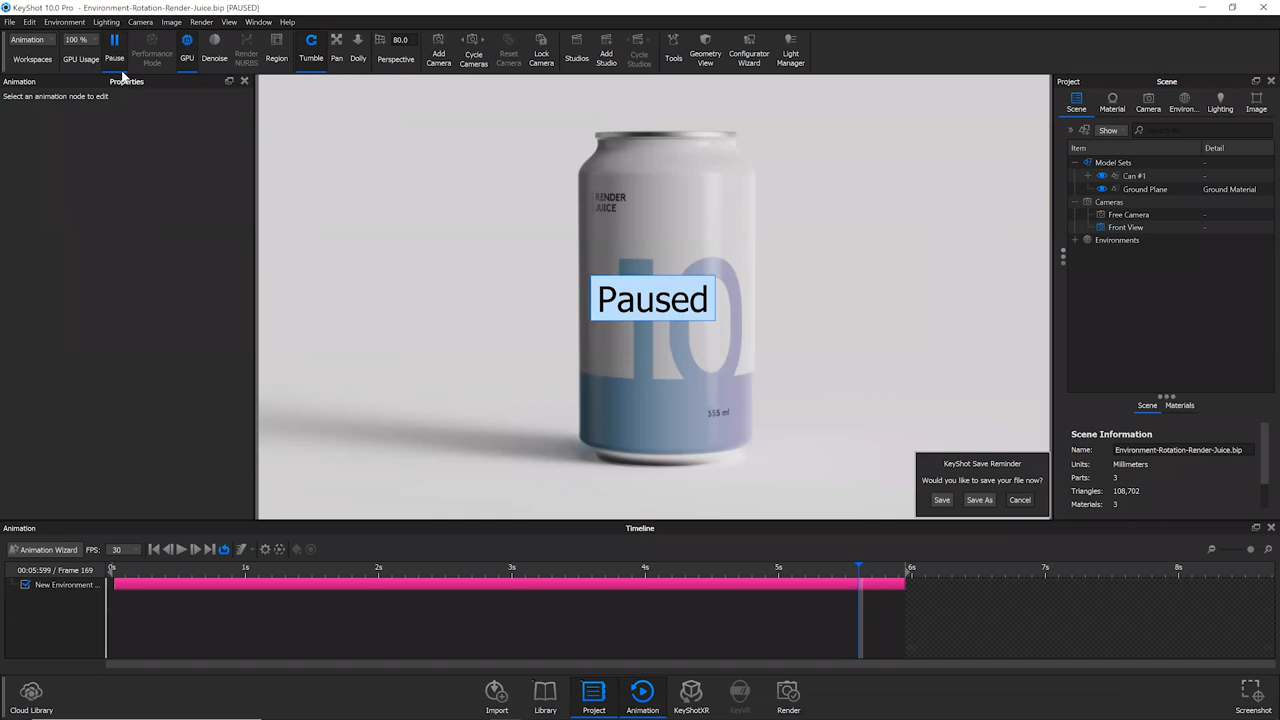 KeyShot 10.0 Pro - Environment-Rotation-Render-Juice.bip [PAUSED]
File Edit Environment Lighting Camera Image Render View Window Help
Animation 100 % 80.0
Workspaces GPU Usage Pause Performance Mode GPU Denoise Render NURBS Region Tumble Pan Dolly Perspective Add Camera Cycle Cameras Reset Camera Lock Camera Studios Add Studio Cycle Studios Tools Geometry View Configurator Wizard Light Manager
Animation Properties
Select an animation node to edit
Project Scene
Scene Material Camera Environ... Lighting Image
Show
Item Detail
Model Sets -
Can #1 -
Ground Plane Ground Material
Cameras
Free Camera -
Front View -
Environments
RENDER
JUICE
10
Paused
355 ml
Scene Materials
Scene Information
Name: Environment-Rotation-Render-Juice.bip
Units: Millimeters
Parts: 3
Triangles: 108,702
Materials: 3
KeyShot Save Reminder
Would you like to save your file now?
Save Save As Cancel
Animation Timeline
Animation Wizard FPS: 30
00:05:599 / Frame 169 0s 1s 2s 3s 4s 5s 6s 7s 8s
New Environment ...
Cloud Library Import Library Project Animation KeyShotXR KeyVR Render Screenshot